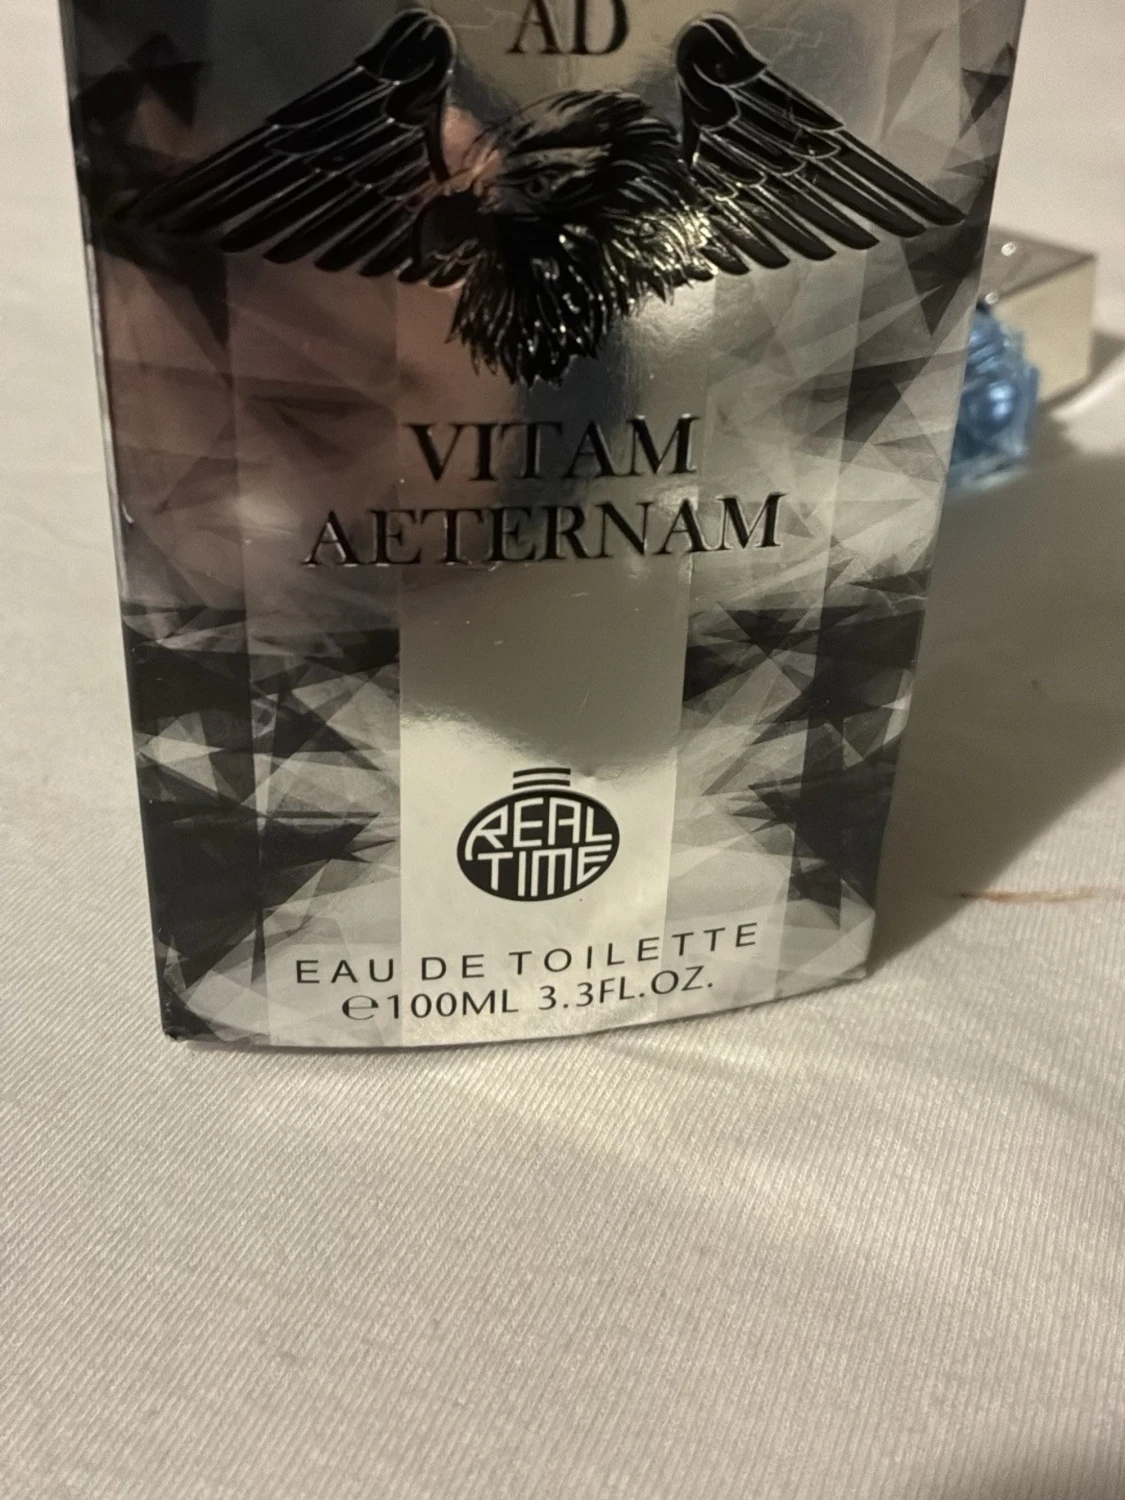 AD
VITAM
AETERNAM
REAL
TIME
EAU DE TOILETTE
℮100ML 3.3FL.OZ.